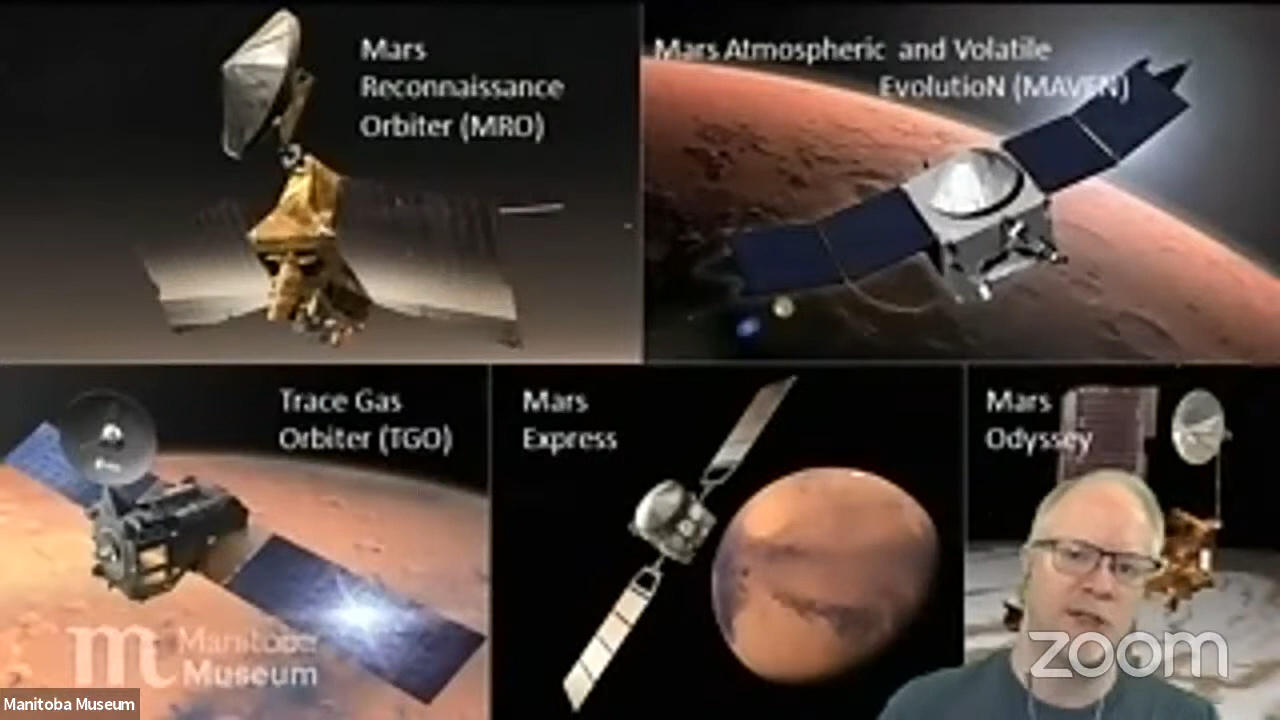 Mars
Reconnaissance
Orbiter (MRO)
Mars Atmospheric and Volatile
EvolutioN (MAVEN)
Trace Gas
Orbiter (TGO)
Mars
Express
Mars
Odyssey
m Manitoba
Museum
zoom
Manitoba Museum